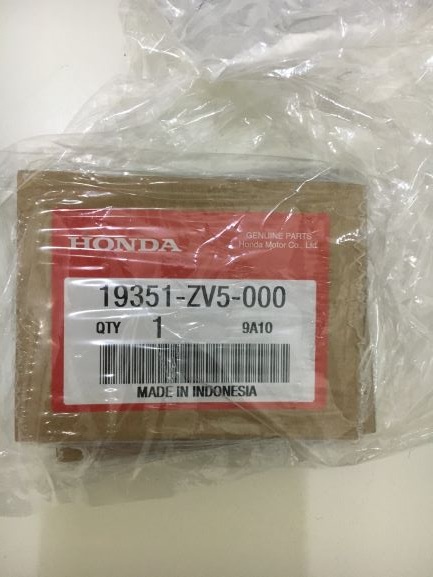 GENUINE PARTS
HONDA Honda Motor Co., Ltd.
19351-ZV5-000
QTY 1 9A10
MADE IN INDONESIA